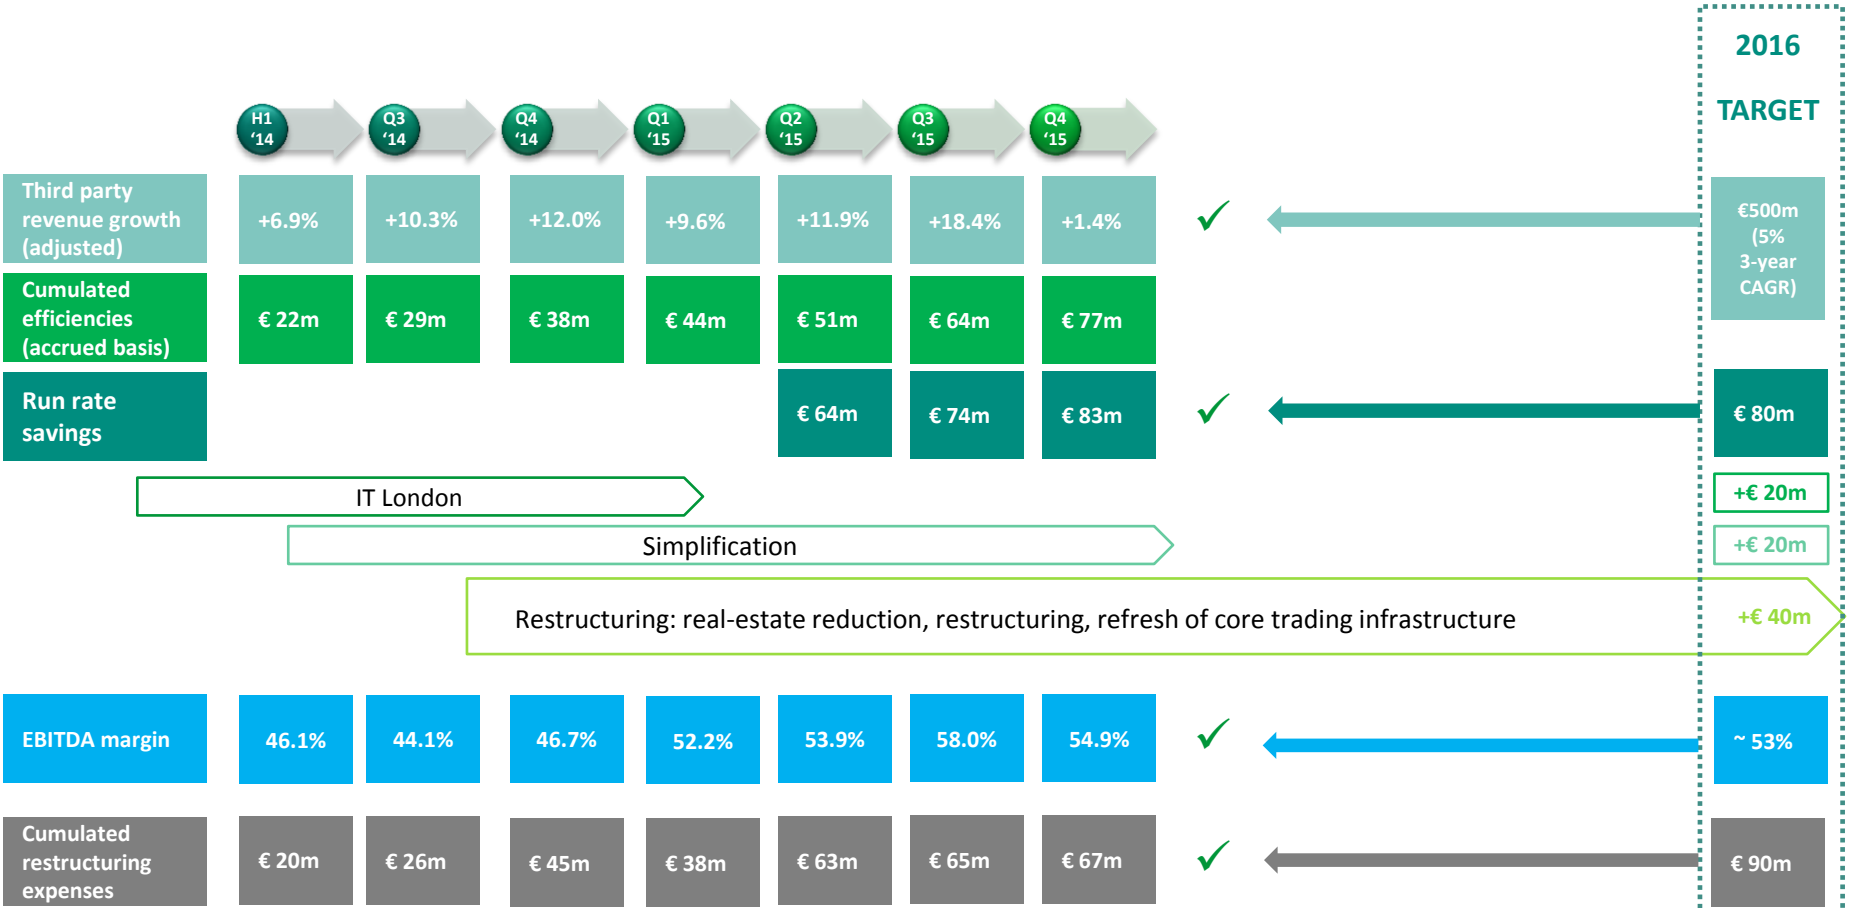 2016
TARGET
H1
‘14
Q3
‘14
Q4
‘14
Q1
‘15
Q2
‘15
Q3
‘15
Q4
‘15
Third party
revenue growth
(adjusted)
+6.9%
+10.3%
+12.0%
+9.6%
+11.9%
+18.4%
+1.4%
€500m
(5%
3-year
CAGR)
Cumulated
efficiencies
(accrued basis)
€ 22m
€ 29m
€ 38m
€ 44m
€ 51m
€ 64m
€ 77m
Run rate
savings
€ 64m
€ 74m
€ 83m
€ 80m
IT London
+€ 20m
Simplification
+€ 20m
Restructuring: real-estate reduction, restructuring, refresh of core trading infrastructure
+€ 40m
EBITDA margin
46.1%
44.1%
46.7%
52.2%
53.9%
58.0%
54.9%
~ 53%
Cumulated
restructuring
expenses
€ 20m
€ 26m
€ 45m
€ 38m
€ 63m
€ 65m
€ 67m
€ 90m